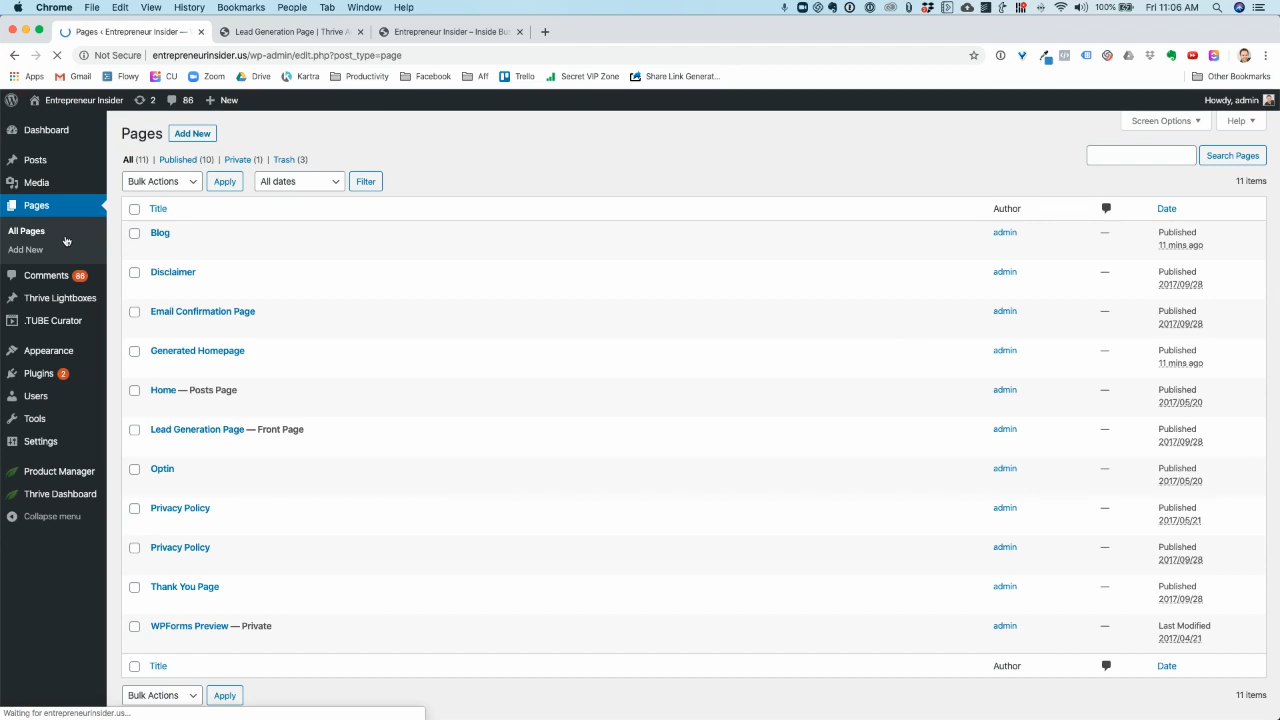 Chrome File Edit View History Bookmarks People Tab Window Help 100% Fri 11:06 AM
Pages ‹ Entrepreneur Insider — Lead Generation Page | Thrive A Entrepreneur Insider – Inside Bu
Not Secure entrepreneurinsider.us/wp-admin/edit.php?post_type=page
Apps Gmail Flowy CU Zoom Drive Kartra Productivity Facebook Aff Trello Secret VIP Zone Share Link Generat... Other Bookmarks
Entrepreneur Insider 2 86 New Howdy, admin
Screen Options Help
Dashboard
Posts
Media
Pages
All Pages
Add New
Comments 86
Thrive Lightboxes
.TUBE Curator
Appearance
Plugins 2
Users
Tools
Settings
Product Manager
Thrive Dashboard
Collapse menu
Pages Add New
All (11) | Published (10) | Private (1) | Trash (3)
Search Pages
Bulk Actions Apply All dates Filter 11 items
Title Author Date
Blog admin — Published
11 mins ago
Disclaimer admin — Published
2017/09/28
Email Confirmation Page admin — Published
2017/09/28
Generated Homepage admin — Published
11 mins ago
Home — Posts Page admin — Published
2017/05/20
Lead Generation Page — Front Page admin — Published
2017/09/28
Optin admin — Published
2017/05/20
Privacy Policy admin — Published
2017/05/21
Privacy Policy admin — Published
2017/09/28
Thank You Page admin — Published
2017/09/28
WPForms Preview — Private admin — Last Modified
2017/04/21
Title Author Date
Bulk Actions Apply 11 items
Waiting for entrepreneurinsider.us...